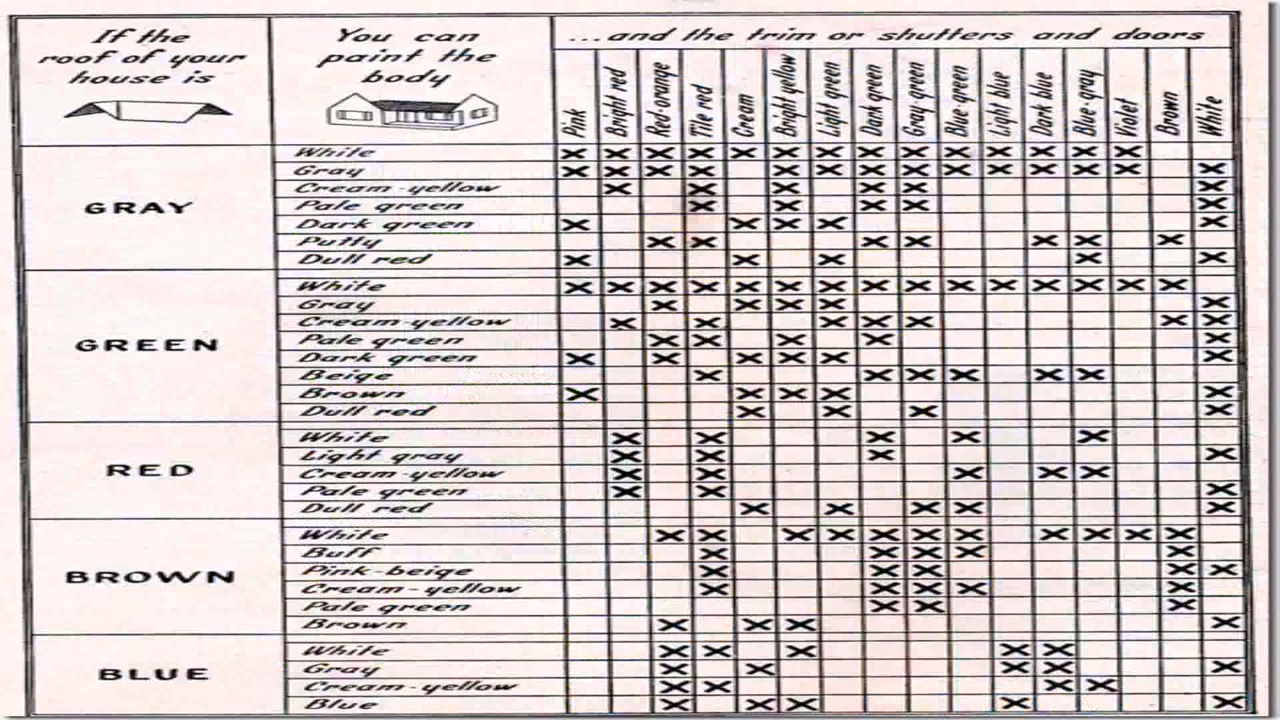 If the
roof of your
house is
You can
paint the
body
...and the trim or shutters and doors
Pink
Bright red
Red-orange
Tile red
Cream
Bright yellow
Light green
Dark green
Gray-green
Blue-green
Light blue
Dark blue
Blue-gray
Violet
Brown
White
GRAY
White
Gray
Cream-yellow
Pale green
Dark green
Putty
Dull red
GREEN
White
Gray
Cream-yellow
Pale green
Dark green
Beige
Brown
Dull red
RED
White
Light gray
Cream-yellow
Pale green
Dull red
BROWN
White
Buff
Pink-beige
Cream-yellow
Pale green
Brown
BLUE
White
Gray
Cream-yellow
Blue